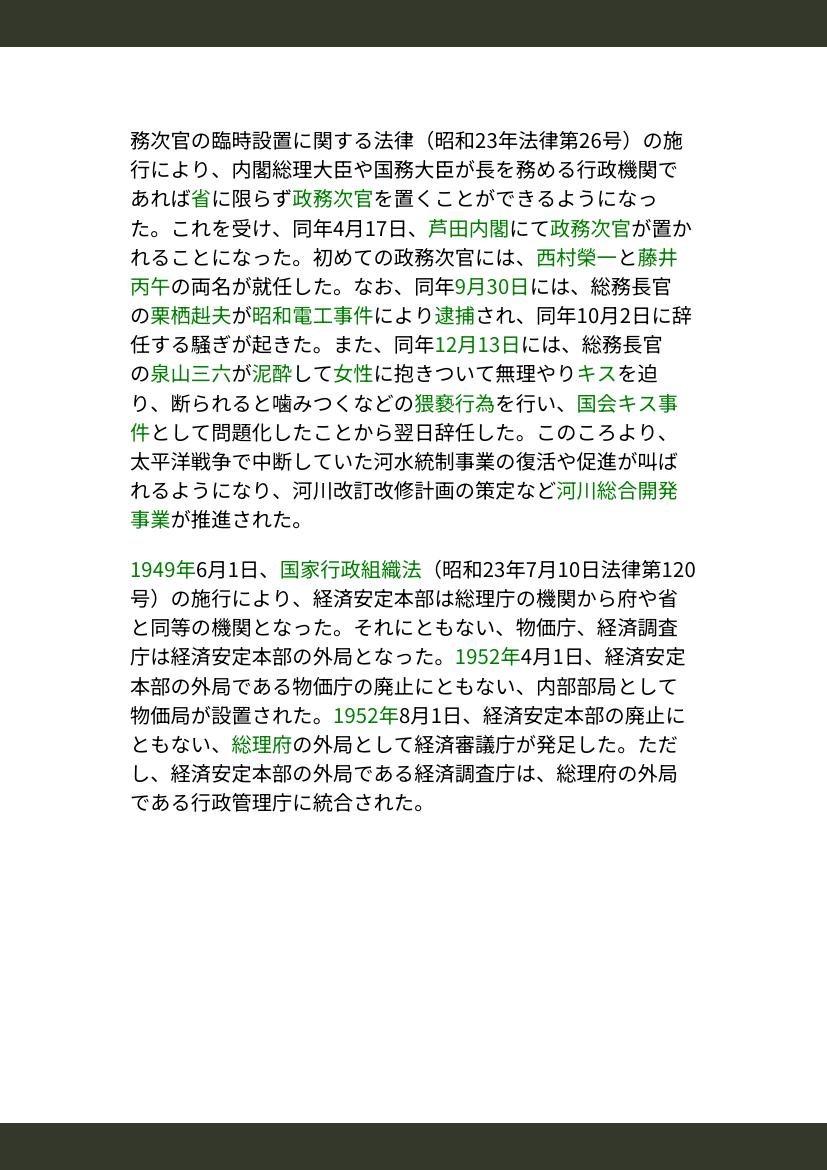 務次官の臨時設置に関する法律（昭和23年法律第26号）の施
行により、内閣総理大臣や国務大臣が長を務める行政機関で
あれば省に限らず政務次官を置くことができるようになっ
た。これを受け、同年4月17日、芦田内閣にて政務次官が置か
れることになった。初めての政務次官には、西村榮一と藤井
丙午の両名が就任した。なお、同年9月30日には、総務長官
の栗栖赳夫が昭和電工事件により逮捕され、同年10月2日に辞
任する騒ぎが起きた。また、同年12月13日には、総務長官
の泉山三六が泥酔して女性に抱きついて無理やりキスを迫
り、断られると噛みつくなどの猥褻行為を行い、国会キス事
件として問題化したことから翌日辞任した。このころより、
太平洋戦争で中断していた河水統制事業の復活や促進が叫ば
れるようになり、河川改訂改修計画の策定など河川総合開発
事業が推進された。
1949年6月1日、国家行政組織法（昭和23年7月10日法律第120
号）の施行により、経済安定本部は総理庁の機関から府や省
と同等の機関となった。それにともない、物価庁、経済調査
庁は経済安定本部の外局となった。1952年4月1日、経済安定
本部の外局である物価庁の廃止にともない、内部部局として
物価局が設置された。1952年8月1日、経済安定本部の廃止に
ともない、総理府の外局として経済審議庁が発足した。ただ
し、経済安定本部の外局である経済調査庁は、総理府の外局
である行政管理庁に統合された。